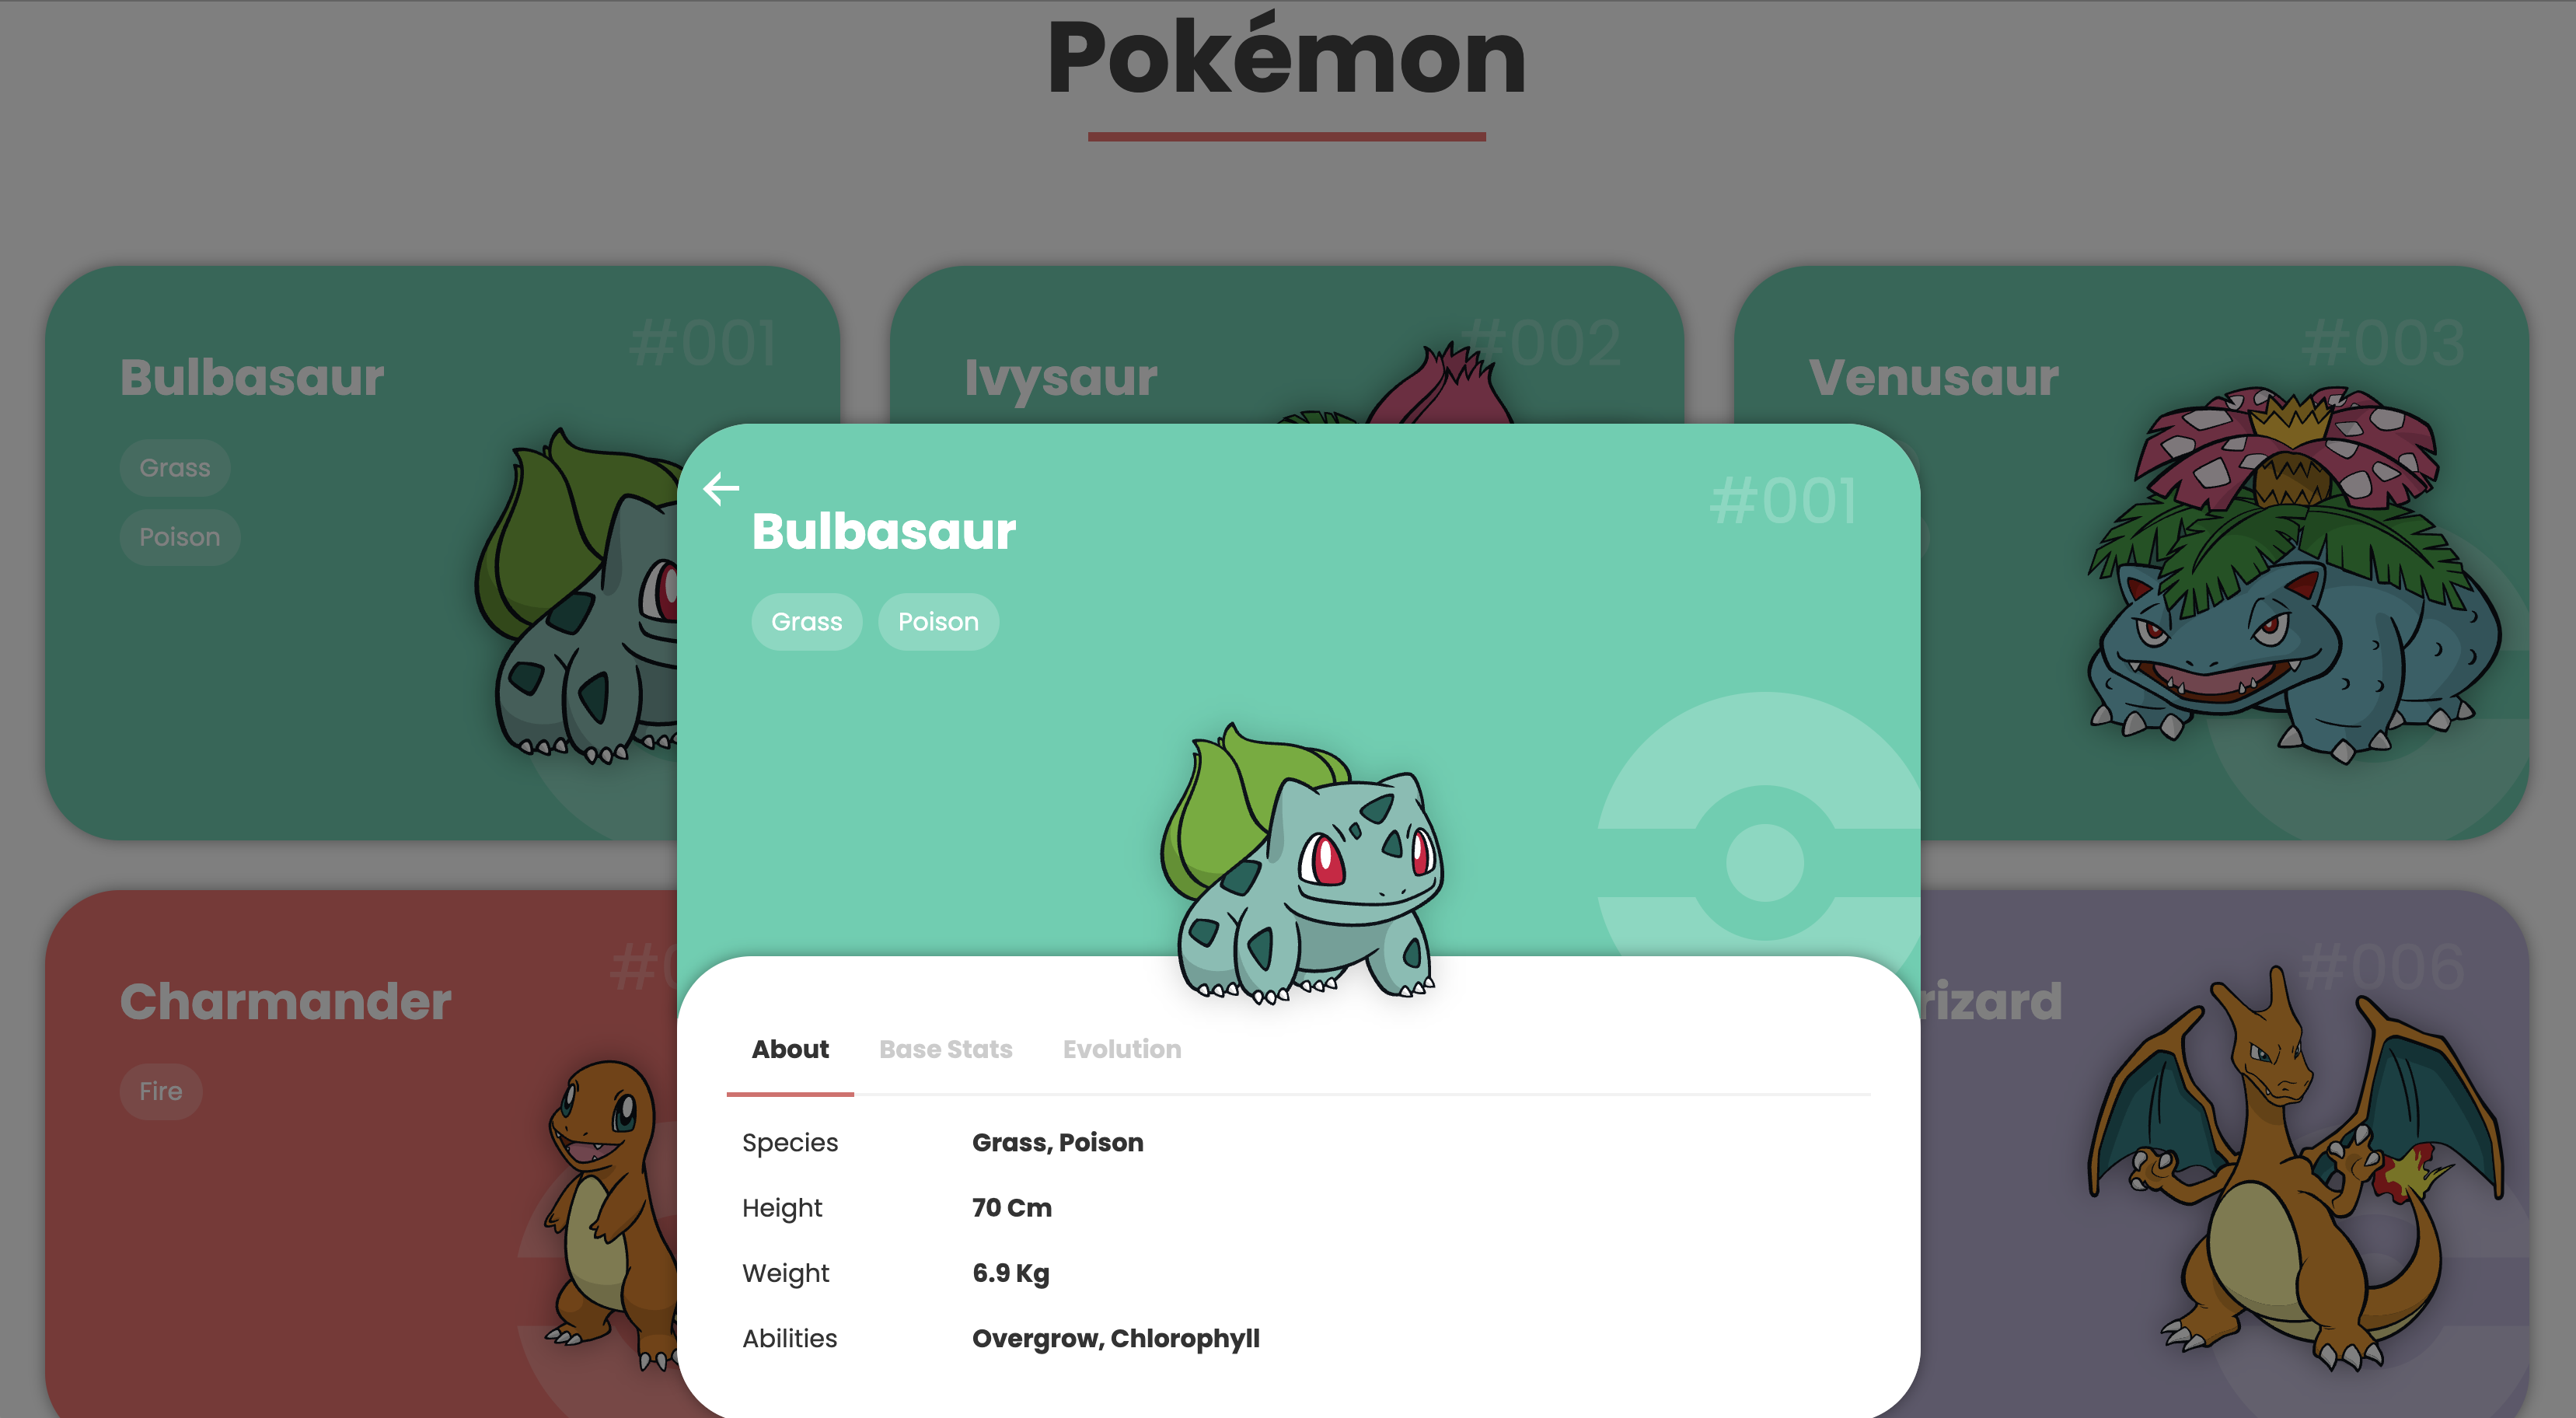 Pokémon
#001
Bulbasaur
Grass
Poison
#002
Ivysaur
#003
Venusaur
#001
Bulbasaur
Grass Poison
About Base Stats Evolution
Species Grass, Poison
Height 70 Cm
Weight 6.9 Kg
Abilities Overgrow, Chlorophyll
Charmander
Fire
#006
rizard